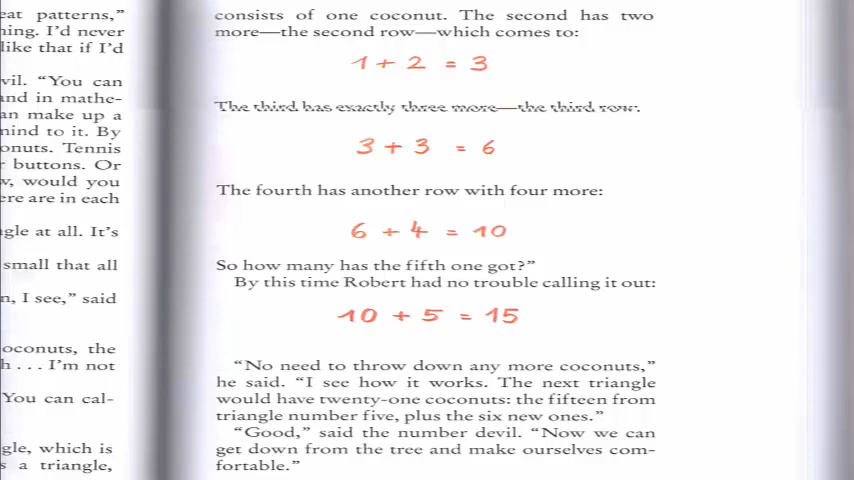 eat patterns,"
ning. I'd never
like that if I'd
vil. "You can
and in mathe-
an make up a
mind to it. By
onuts. Tennis
r buttons. Or
w, would you
ere are in each
ngle at all. It's
small that all
n, I see," said
oconuts, the
h . . . I'm not
You can cal-
gle, which is
s a triangle,
consists of one coconut. The second has two
more—the second row—which comes to:
1 + 2 = 3
The third has exactly three more—the third row.
3 + 3 = 6
The fourth has another row with four more:
6 + 4 = 10
So how many has the fifth one got?"
By this time Robert had no trouble calling it out:
10 + 5 = 15
"No need to throw down any more coconuts,"
he said. "I see how it works. The next triangle
would have twenty-one coconuts: the fifteen from
triangle number five, plus the six new ones."
"Good," said the number devil. "Now we can
get down from the tree and make ourselves com-
fortable."